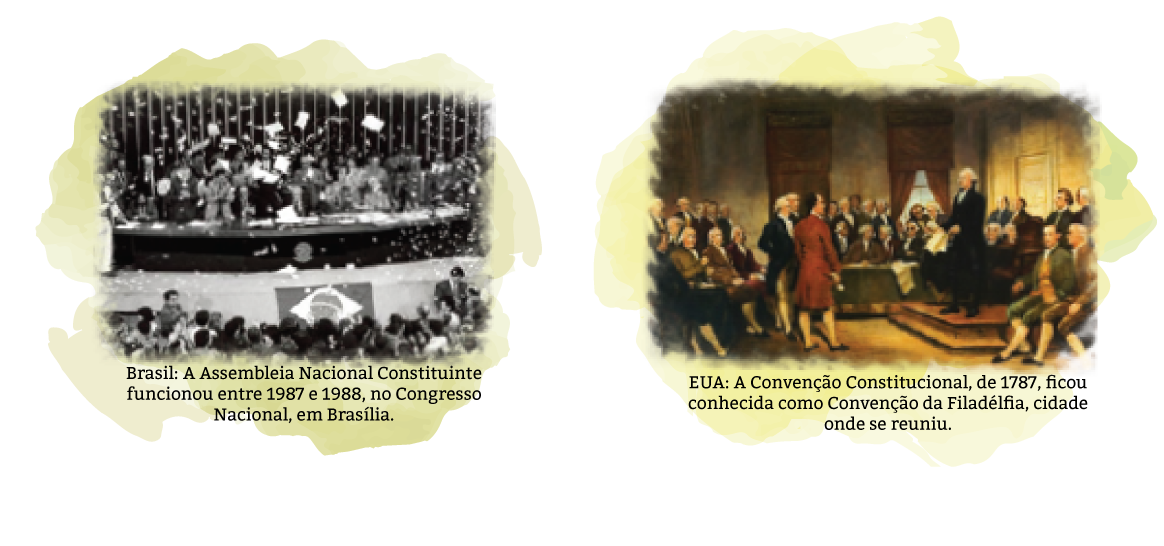 Brasil: A Assembleia Nacional Constituinte
funcionou entre 1987 e 1988, no Congresso
Nacional, em Brasília.
EUA: A Convenção Constitucional, de 1787, ficou
conhecida como Convenção da Filadélfia, cidade
onde se reuniu.